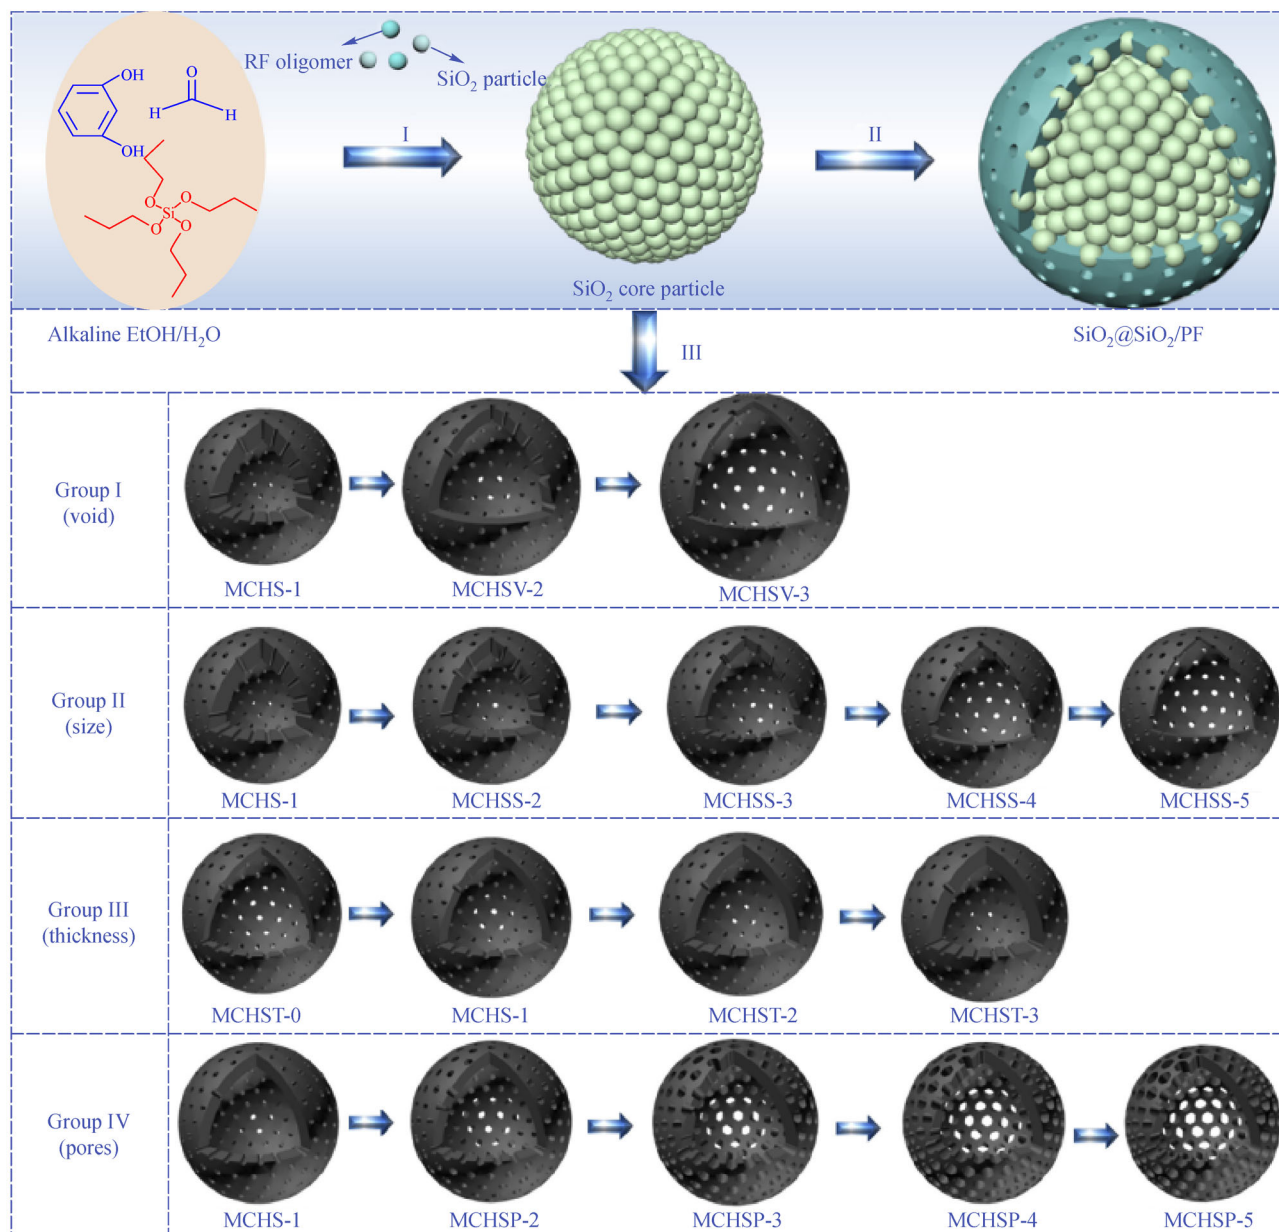 OH
O
H
H
OH
O
O
Si
O
O
RF oligomer
SiO₂ particle
I
II
SiO₂ core particle
Alkaline EtOH/H₂O
SiO₂@SiO₂/PF
III
Group I
(void)
MCHS-1
MCHSV-2
MCHSV-3
Group II
(size)
MCHS-1
MCHSS-2
MCHSS-3
MCHSS-4
MCHSS-5
Group III
(thickness)
MCHST-0
MCHS-1
MCHST-2
MCHST-3
Group IV
(pores)
MCHS-1
MCHSP-2
MCHSP-3
MCHSP-4
MCHSP-5